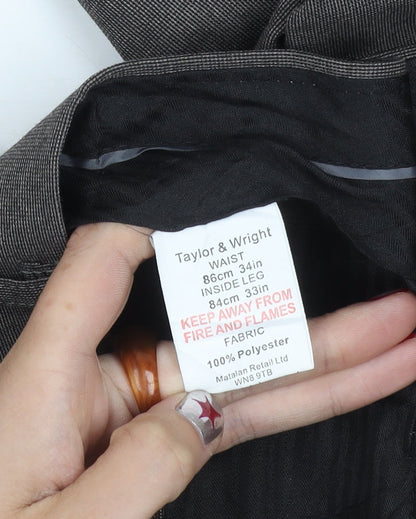 Taylor & Wright
WAIST
86cm 34in
INSIDE LEG
84cm 33in
KEEP AWAY FROM
FIRE AND FLAMES
FABRIC
100% Polyester
Matalan Retail Ltd
WN8 9TB